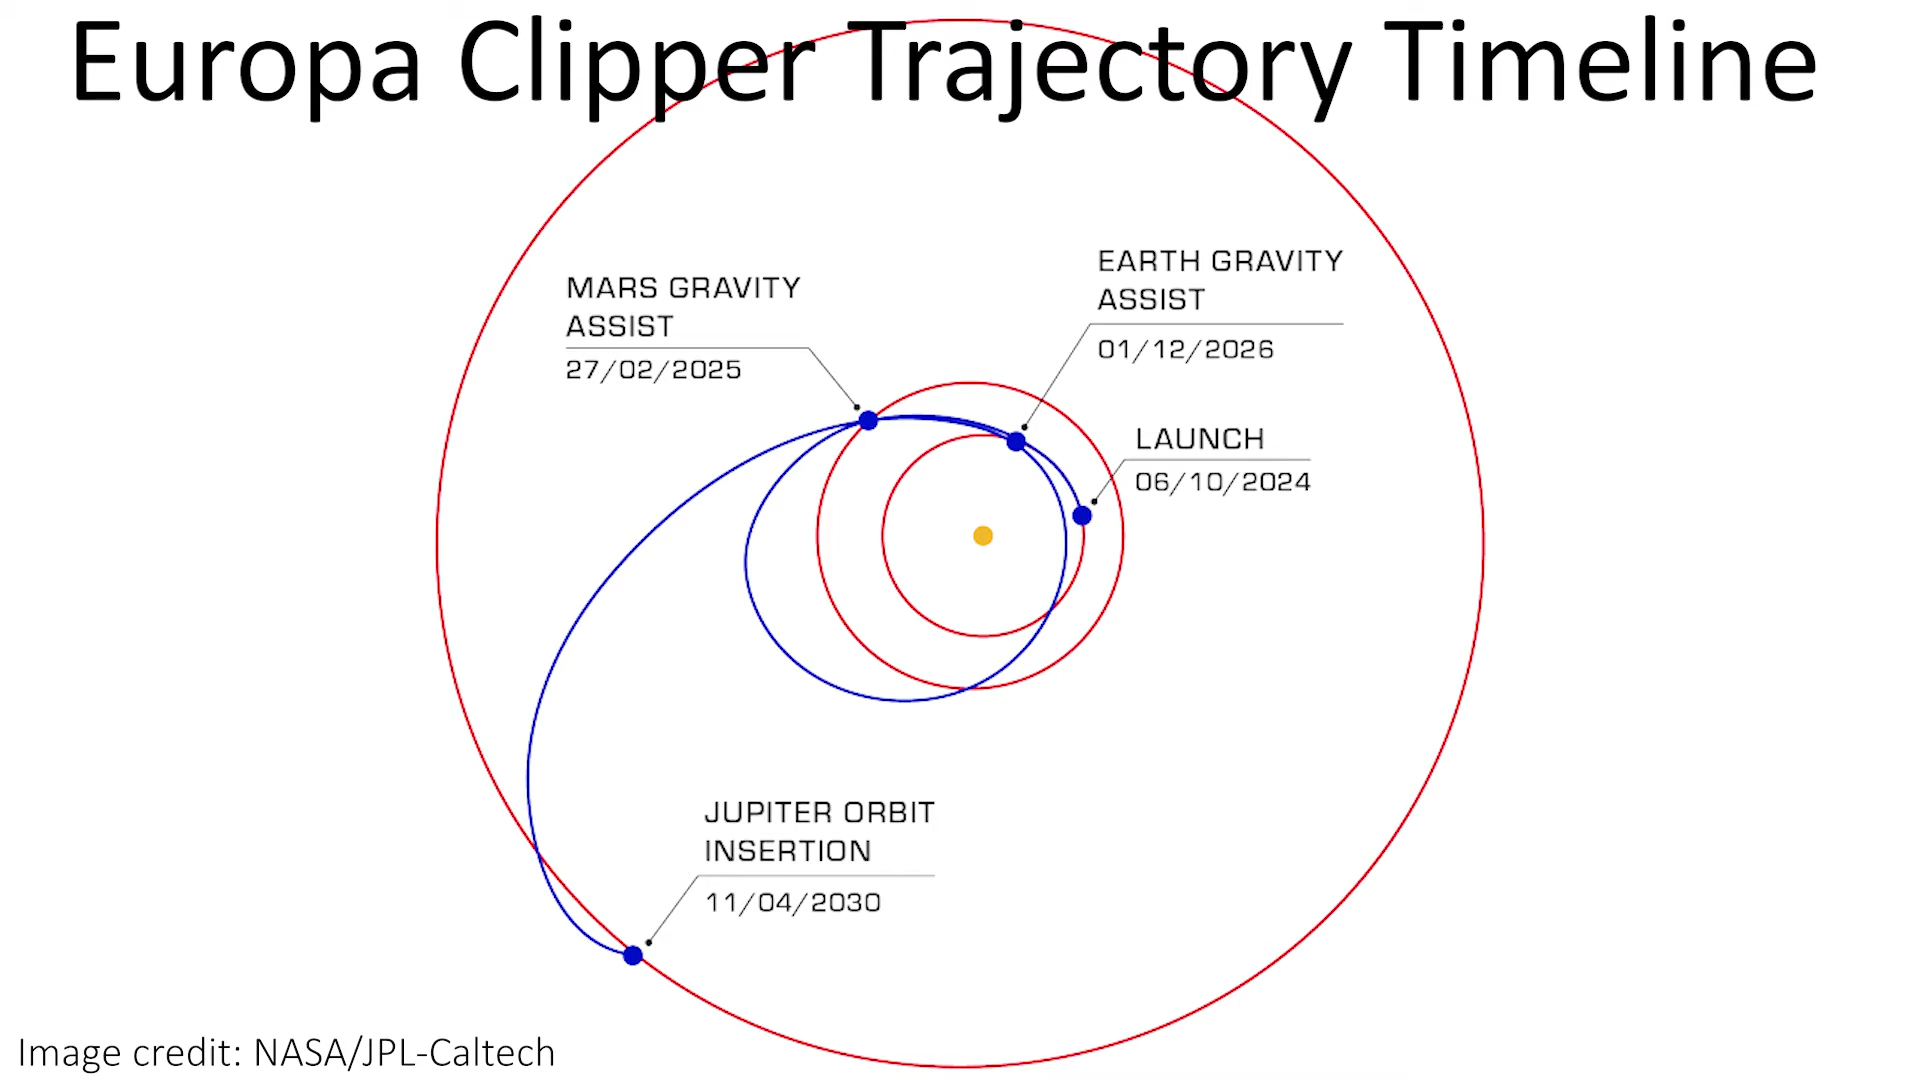 Europa Clipper Trajectory Timeline
EARTH GRAVITY
ASSIST
01/12/2026
MARS GRAVITY
ASSIST
27/02/2025
LAUNCH
06/10/2024
JUPITER ORBIT
INSERTION
11/04/2030
Image credit: NASA/JPL-Caltech